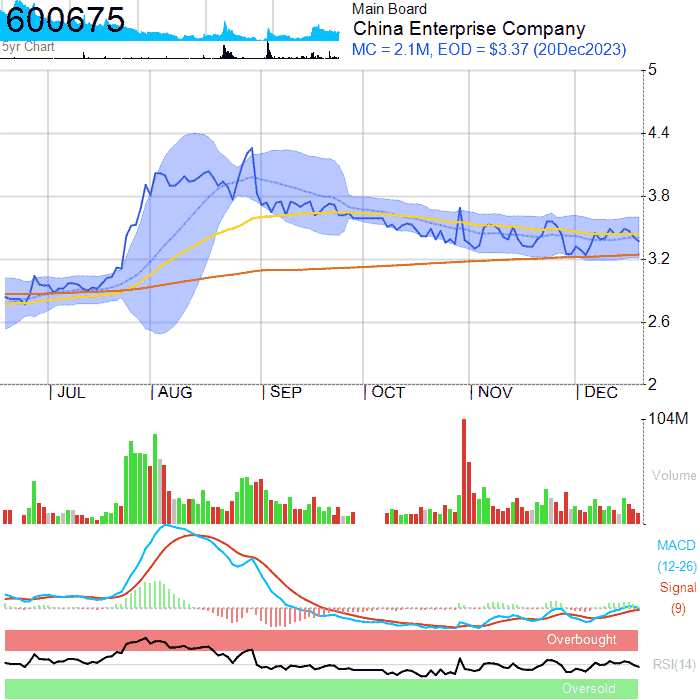 600675
5yr Chart
Main Board
China Enterprise Company
MC = 2.1M, EOD = $3.37 (20Dec2023)
5
4.4
3.8
3.2
2.6
2
| JUL | AUG | SEP | OCT | NOV | DEC
104M
Volume
MACD
(12-26)
Signal
(9)
Overbought
RSI(14)
Oversold